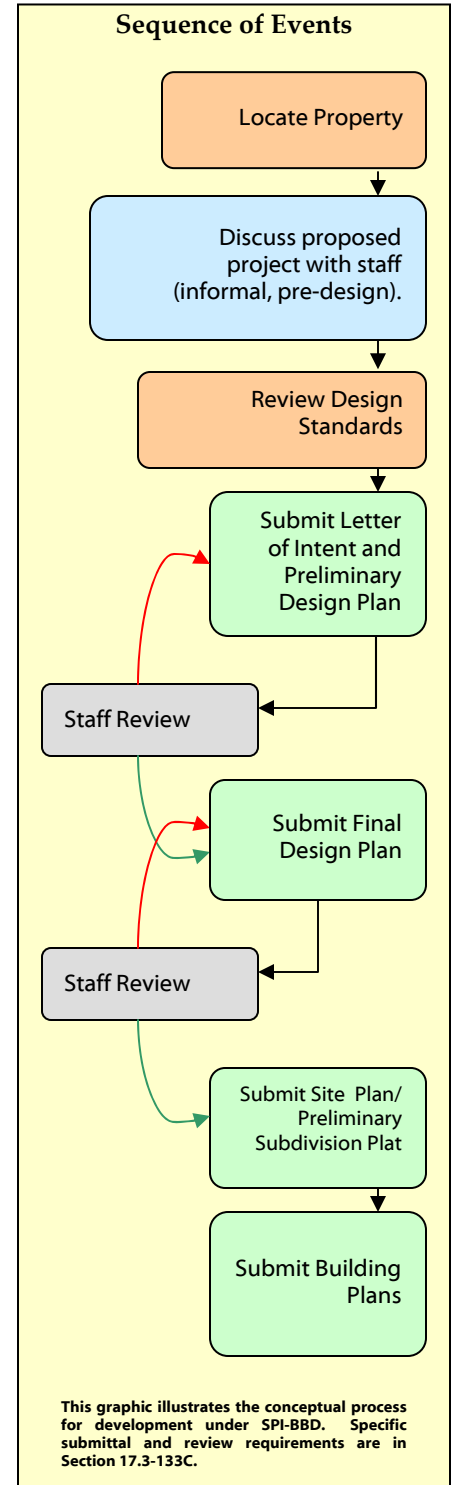 Sequence of Events
Locate Property
Discuss proposed
project with staff
(informal, pre-design).
Review Design
Standards
Submit Letter
of Intent and
Preliminary
Design Plan
Staff Review
Submit Final
Design Plan
Staff Review
Submit Site Plan/
Preliminary
Subdivision Plat
Submit Building
Plans
This graphic illustrates the conceptual process
for development under SPI-BBD. Specific
submittal and review requirements are in
Section 17.3-133C.